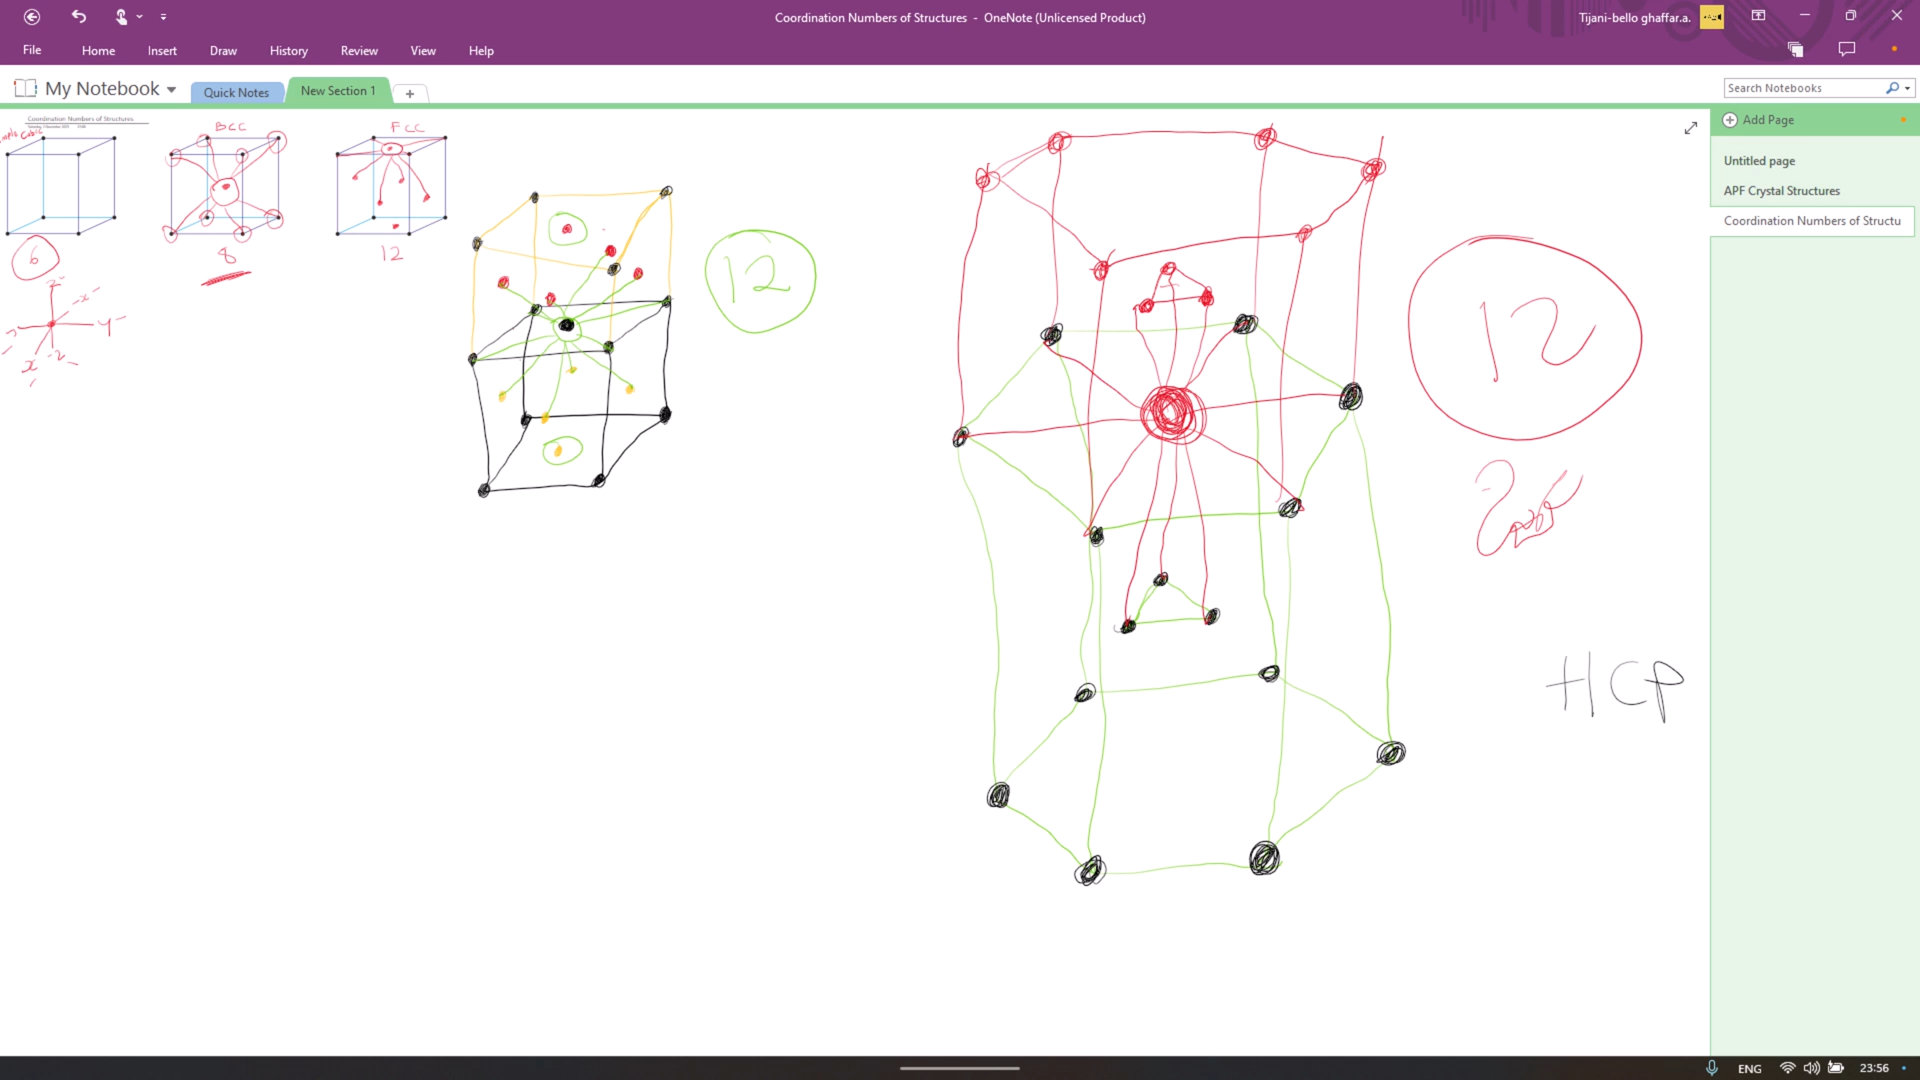 Coordination Numbers of Structures - OneNote (Unlicensed Product)
Tijani-bello ghaffar.a.
File Home Insert Draw History Review View Help
My Notebook
Quick Notes
New Section 1
Search Notebooks
Add Page
Untitled page
APF Crystal Structures
Coordination Numbers of Structu
Coordination Numbers of Structures
Cubic
BCC
FCC
6
8
12
12
12
HCP
ENG
23:56